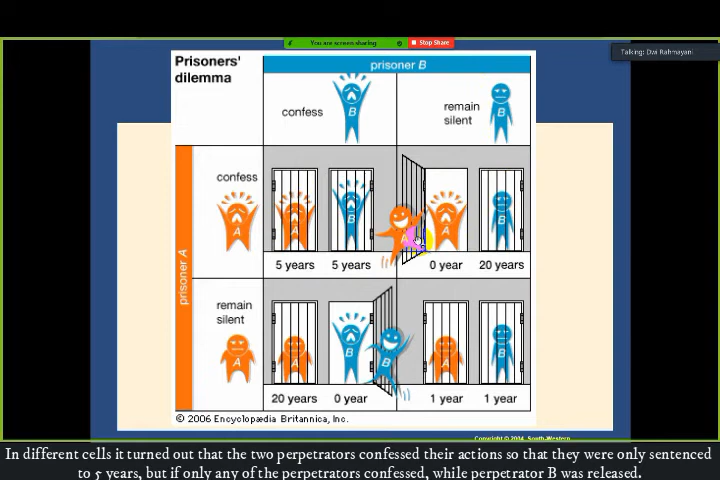 You are screen sharing
Stop Share
Talking: Dwi Rahmayani
Prisoners'
dilemma
prisoner B
confess
B
remain
silent
B
prisoner A
confess
A
A
B
A
A
B
5 years
5 years
0 year
20 years
remain
silent
A
A
B
B
A
B
20 years
0 year
1 year
1 year
© 2006 Encyclopædia Britannica, Inc.
Copyright © 2004 South-Western
In different cells it turned out that the two perpetrators confessed their actions so that they were only sentenced
to 5 years, but if only any of the perpetrators confessed, while perpetrator B was released.